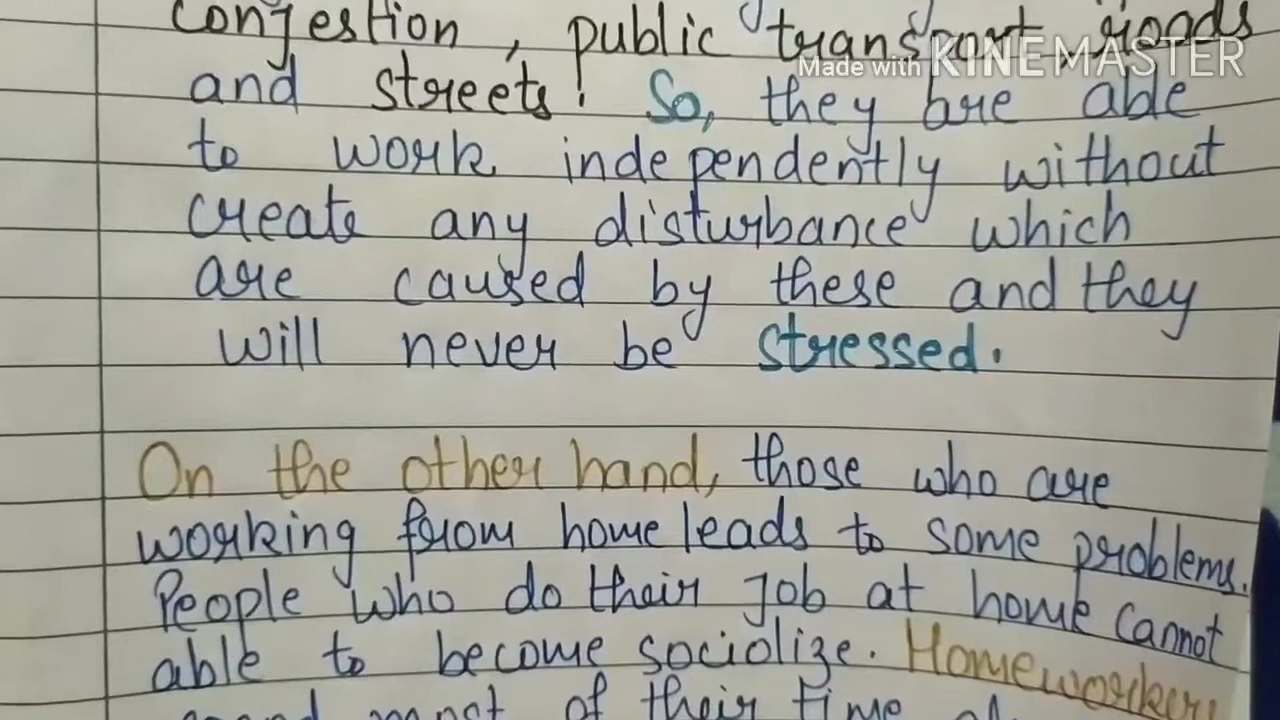 congestion, public transport, roads
Made with KINEMASTER
and streets! So, they are able
to work independently without
create any disturbance which
are caused by these and they
will never be stressed.
On the other hand, those who are
working from home leads to some problems.
People who do their job at home cannot
able to become sociolize. Homeworkers
spend most of their time